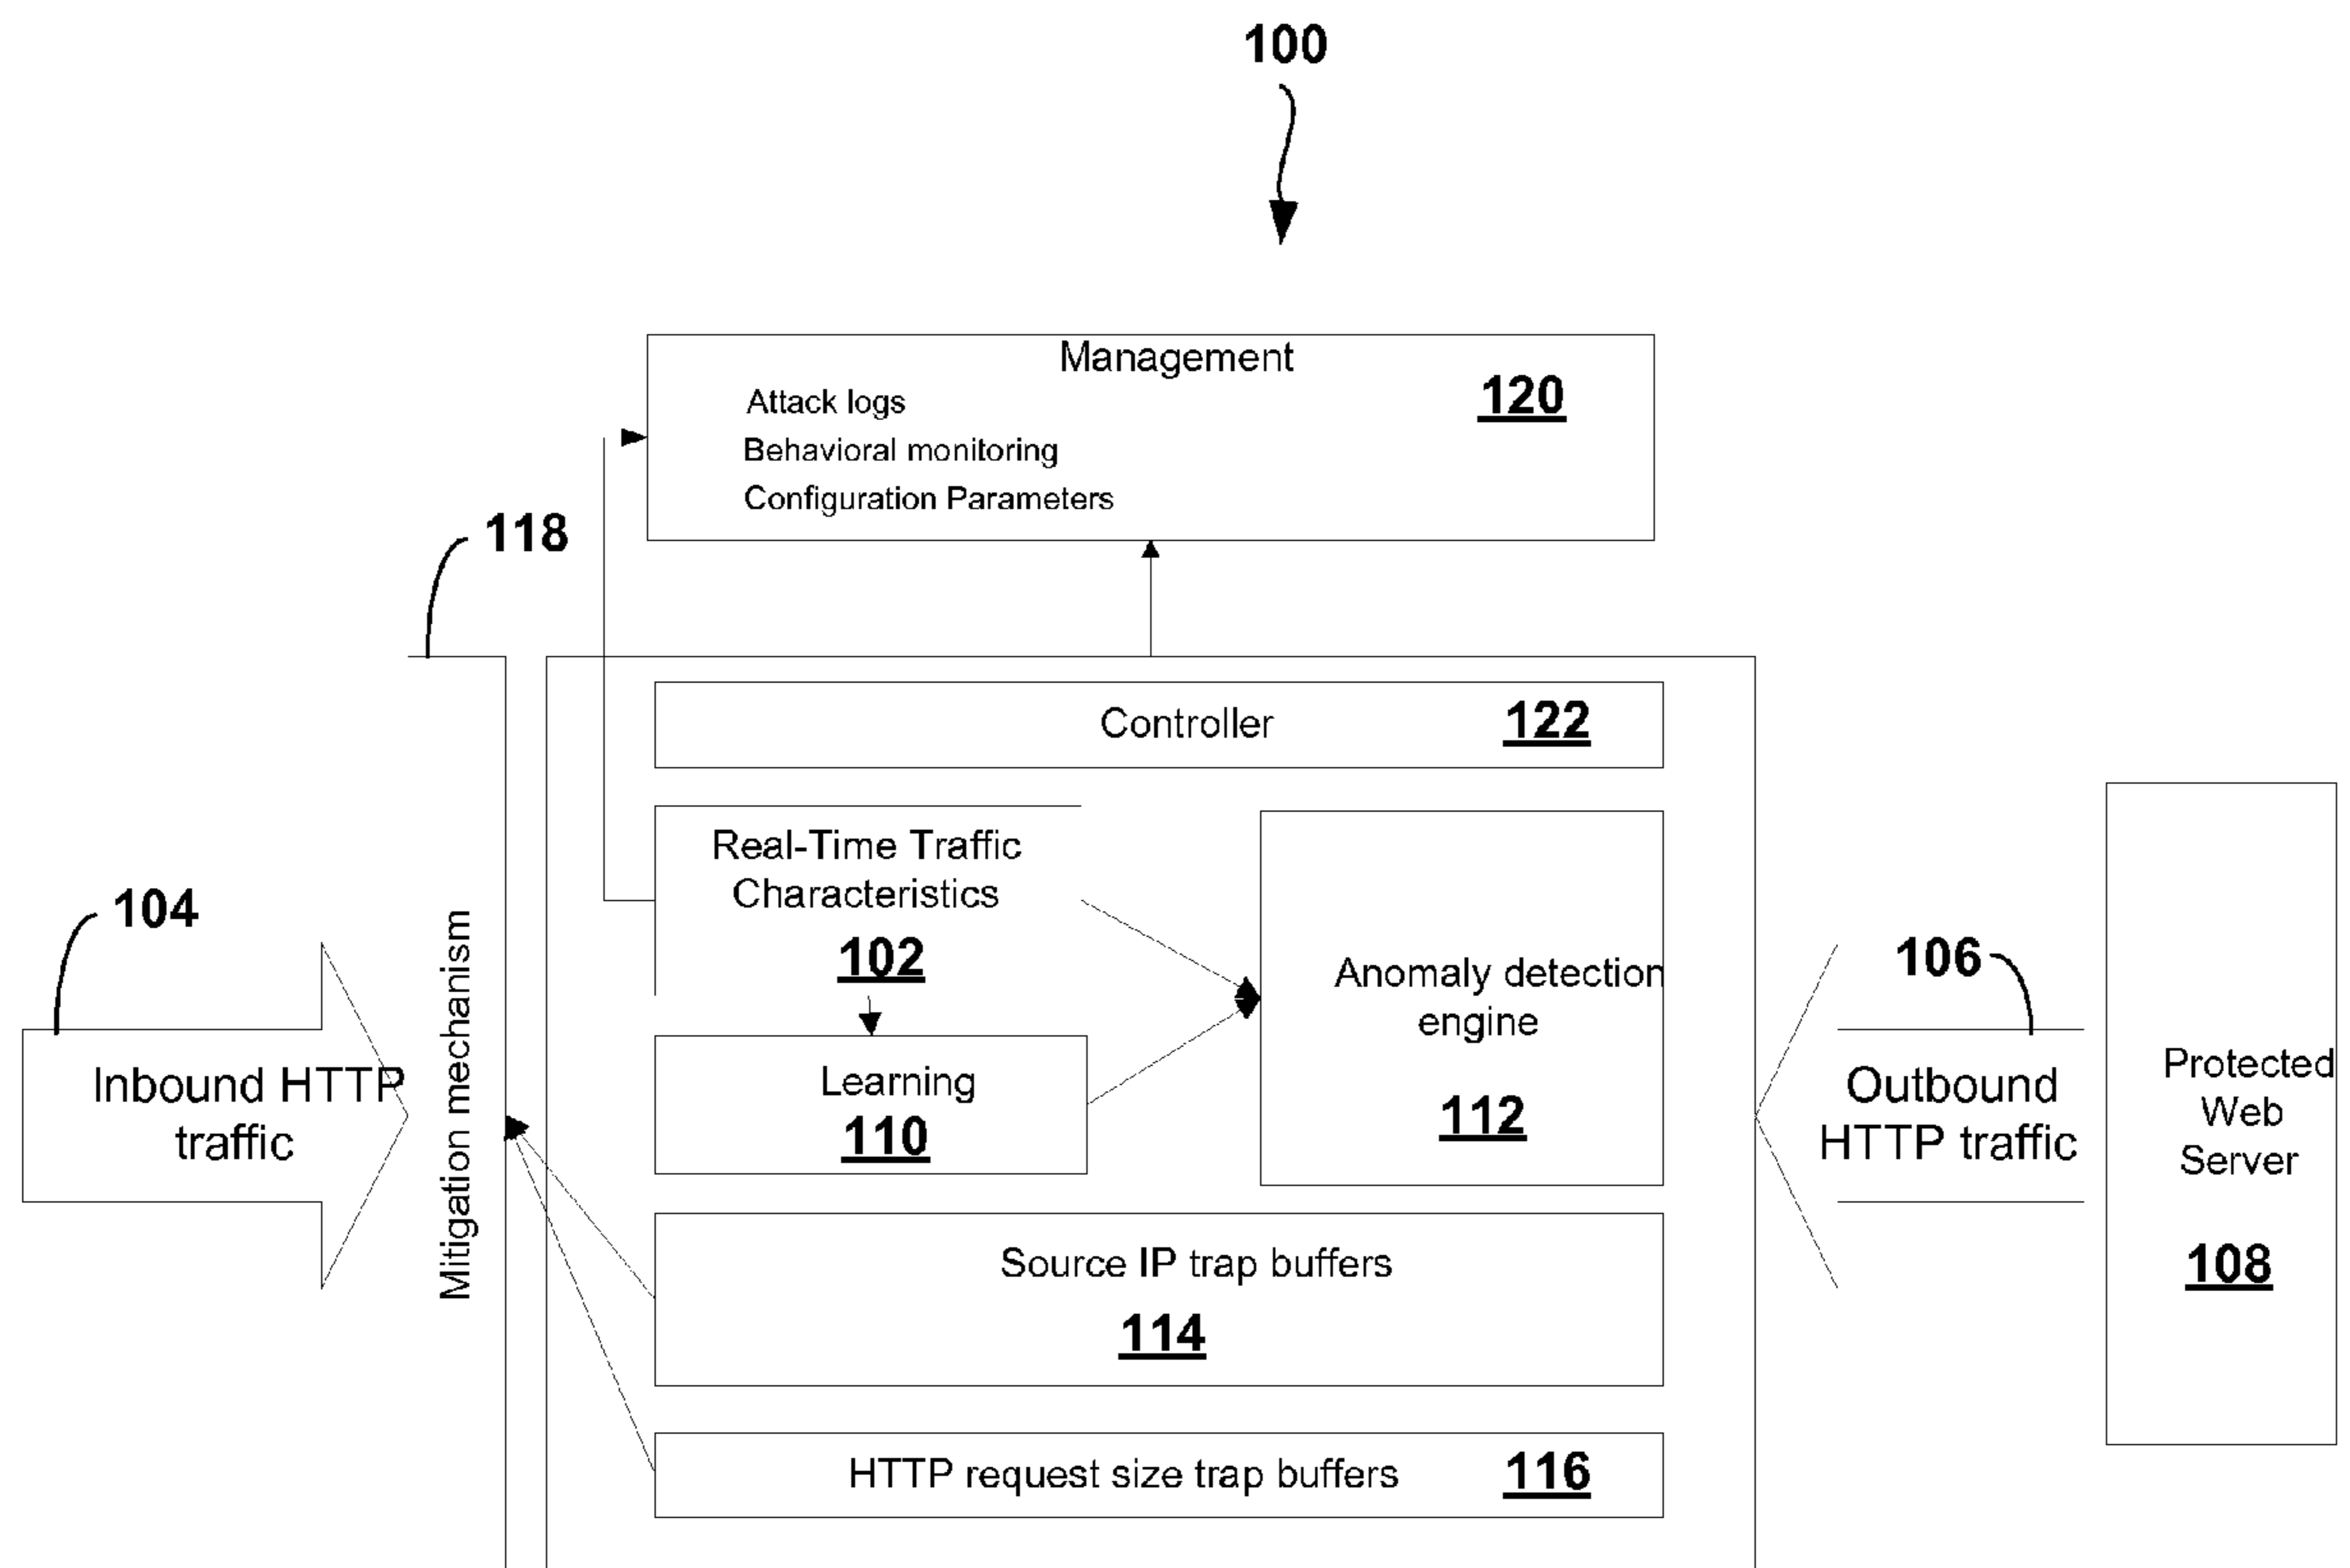 100
Management
120
Attack logs
Behavioral monitoring
Configuration Parameters
118
Controller
122
Real-Time Traffic
Characteristics
102
104
Mitigation mechanism
Inbound HTTP
traffic
Learning
110
Anomaly detection
engine
112
106
Outbound
HTTP traffic
Protected
Web
Server
108
Source IP trap buffers
114
HTTP request size trap buffers
116